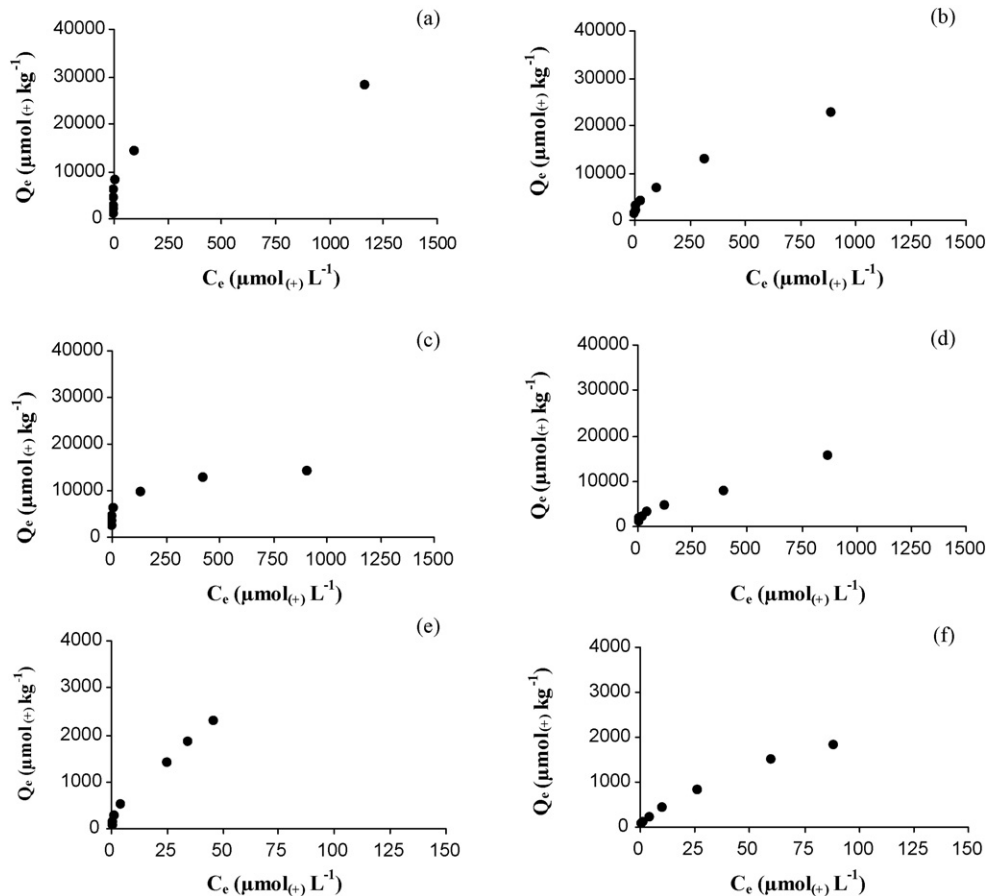 (a)
40000
30000
20000
10000
0
0 250 500 750 1000 1250 1500
Qe (µmol(+) kg-1)
Ce (µmol(+) L-1)
(b)
40000
30000
20000
10000
0
0 250 500 750 1000 1250 1500
Qe (µmol(+) kg-1)
Ce (µmol(+) L-1)
(c)
40000
30000
20000
10000
0
0 250 500 750 1000 1250 1500
Qe (µmol(+) kg-1)
Ce (µmol(+) L-1)
(d)
40000
30000
20000
10000
0
0 250 500 750 1000 1250 1500
Qe (µmol(+) kg-1)
Ce (µmol(+) L-1)
(e)
4000
3000
2000
1000
0
0 25 50 75 100 125 150
Qe (µmol(+) kg-1)
Ce (µmol(+) L-1)
(f)
4000
3000
2000
1000
0
0 25 50 75 100 125 150
Qe (µmol(+) kg-1)
Ce (µmol(+) L-1)